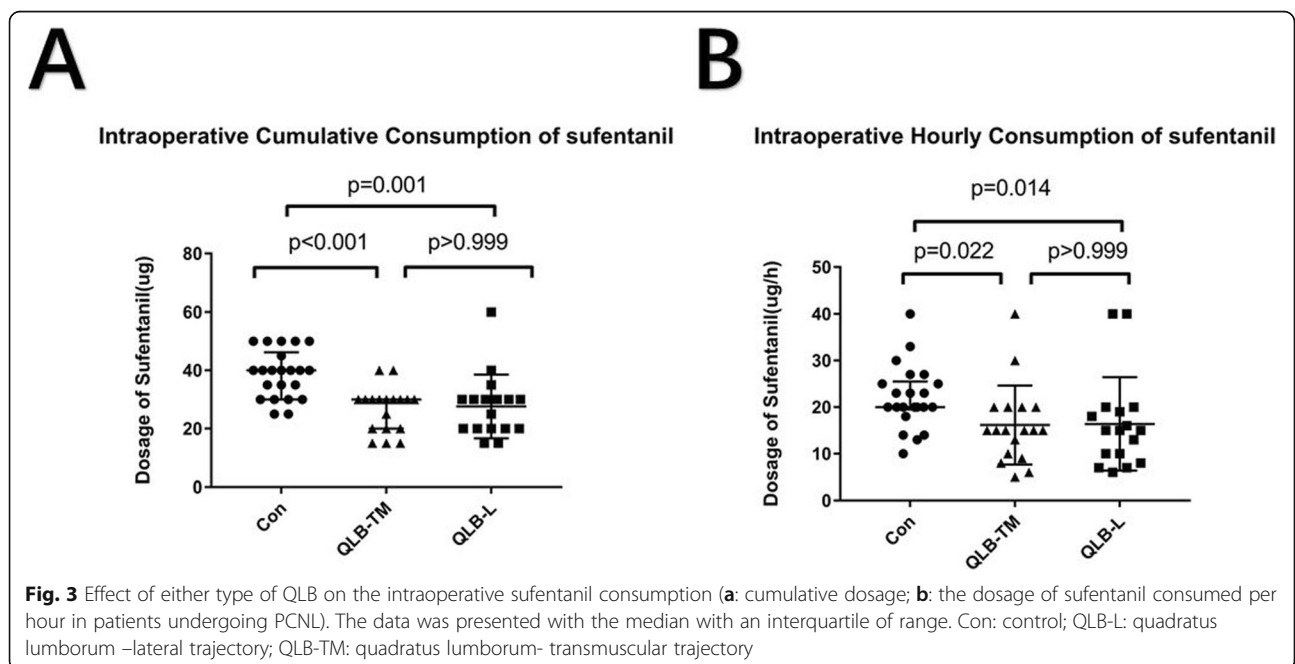 A
Intraoperative Cumulative Consumption of sufentanil
p=0.001
p<0.001
p>0.999
Dosage of Sufentanil(ug)
80
60
40
20
0
Con
QLB-TM
QLB-L
B
Intraoperative Hourly Consumption of sufentanil
p=0.014
p=0.022
p>0.999
Dosage of Sufentanil(ug/h)
50
40
30
20
10
0
Con
QLB-TM
QLB-L
Fig. 3 Effect of either type of QLB on the intraoperative sufentanil consumption (a: cumulative dosage; b: the dosage of sufentanil consumed per
hour in patients undergoing PCNL). The data was presented with the median with an interquartile of range. Con: control; QLB-L: quadratus
lumborum –lateral trajectory; QLB-TM: quadratus lumborum- transmuscular trajectory